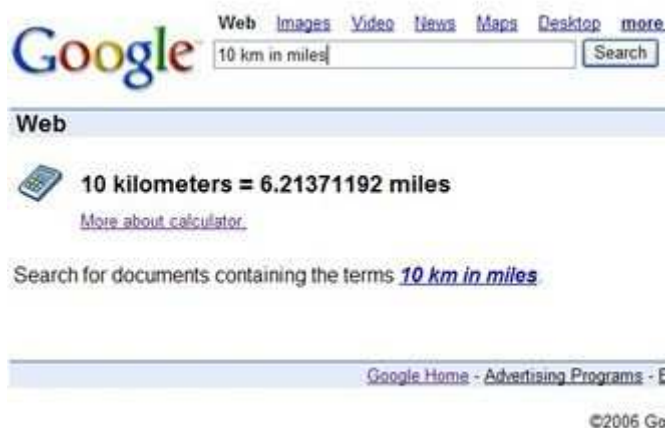 Web Images Video News Maps Desktop more
Google
10 km in miles Search
Web
10 kilometers = 6.21371192 miles
More about calculator.
Search for documents containing the terms 10 km in miles
Google Home - Advertising Programs -
©2006